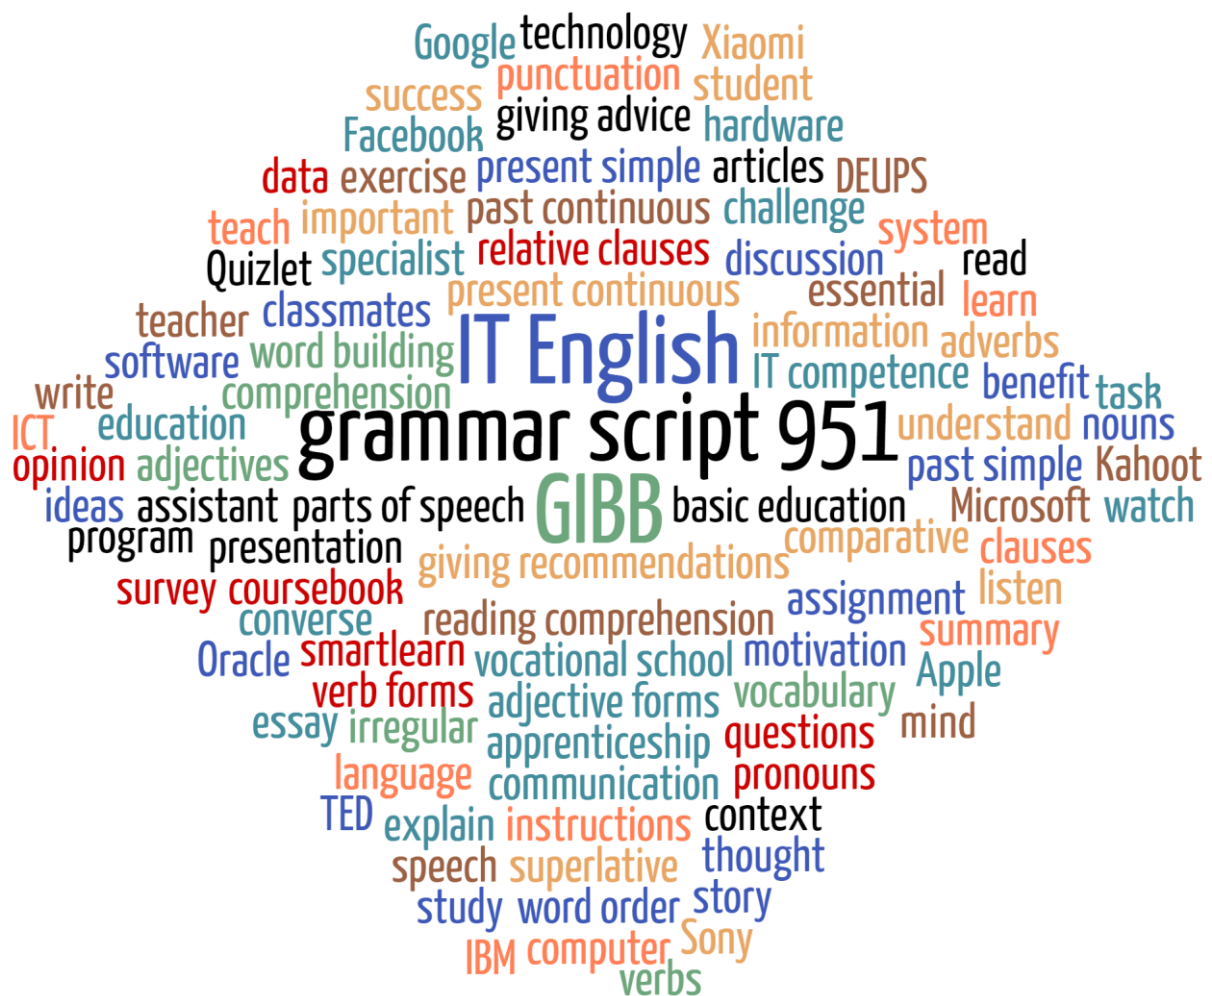 Google technology Xiaomi
punctuation student
success giving advice hardware
Facebook
data exercise present simple articles DEUPS
teach important past continuous challenge system
Quizlet specialist relative clauses discussion read
present continuous essential learn
teacher classmates information adverbs
software word building IT English IT competence benefit task
write comprehension
ICT education grammar script 951 understand nouns
opinion adjectives past simple Kahoot
ideas assistant parts of speech GIBB basic education Microsoft watch
program presentation giving recommendations comparative clauses
survey coursebook assignment listen
converse reading comprehension summary
Oracle smartlearn vocational school motivation Apple
verb forms adjective forms vocabulary
essay irregular apprenticeship questions mind
language communication pronouns
TED explain instructions context
speech superlative thought
study word order story
IBM computer Sony
verbs